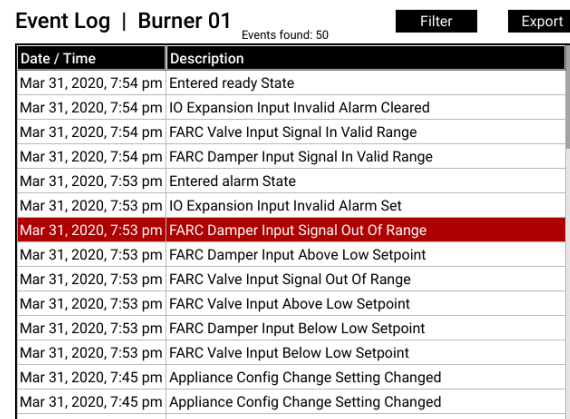 Event Log | Burner 01
Events found: 50
Filter
Export
Date / Time Description
Mar 31, 2020, 7:54 pm Entered ready State
Mar 31, 2020, 7:54 pm IO Expansion Input Invalid Alarm Cleared
Mar 31, 2020, 7:54 pm FARC Valve Input Signal In Valid Range
Mar 31, 2020, 7:54 pm FARC Damper Input Signal In Valid Range
Mar 31, 2020, 7:53 pm Entered alarm State
Mar 31, 2020, 7:53 pm IO Expansion Input Invalid Alarm Set
Mar 31, 2020, 7:53 pm FARC Damper Input Signal Out Of Range
Mar 31, 2020, 7:53 pm FARC Damper Input Above Low Setpoint
Mar 31, 2020, 7:53 pm FARC Valve Input Signal Out Of Range
Mar 31, 2020, 7:53 pm FARC Valve Input Above Low Setpoint
Mar 31, 2020, 7:53 pm FARC Damper Input Below Low Setpoint
Mar 31, 2020, 7:53 pm FARC Valve Input Below Low Setpoint
Mar 31, 2020, 7:45 pm Appliance Config Change Setting Changed
Mar 31, 2020, 7:45 pm Appliance Config Change Setting Changed